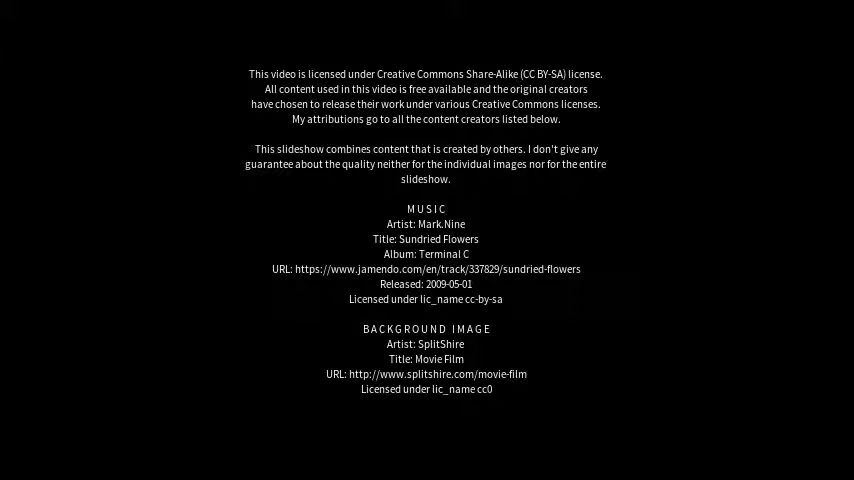 This video is licensed under Creative Commons Share-Alike (CC BY-SA) license.
All content used in this video is free available and the original creators
have chosen to release their work under various Creative Commons licenses.
My attributions go to all the content creators listed below.
This slideshow combines content that is created by others. I don't give any
guarantee about the quality neither for the individual images nor for the entire
slideshow.
MUSIC
Artist: Mark.Nine
Title: Sundried Flowers
Album: Terminal C
URL: https://www.jamendo.com/en/track/337829/sundried-flowers
Released: 2009-05-01
Licensed under lic_name cc-by-sa
BACKGROUND IMAGE
Artist: SplitShire
Title: Movie Film
URL: http://www.splitshire.com/movie-film
Licensed under lic_name cc0